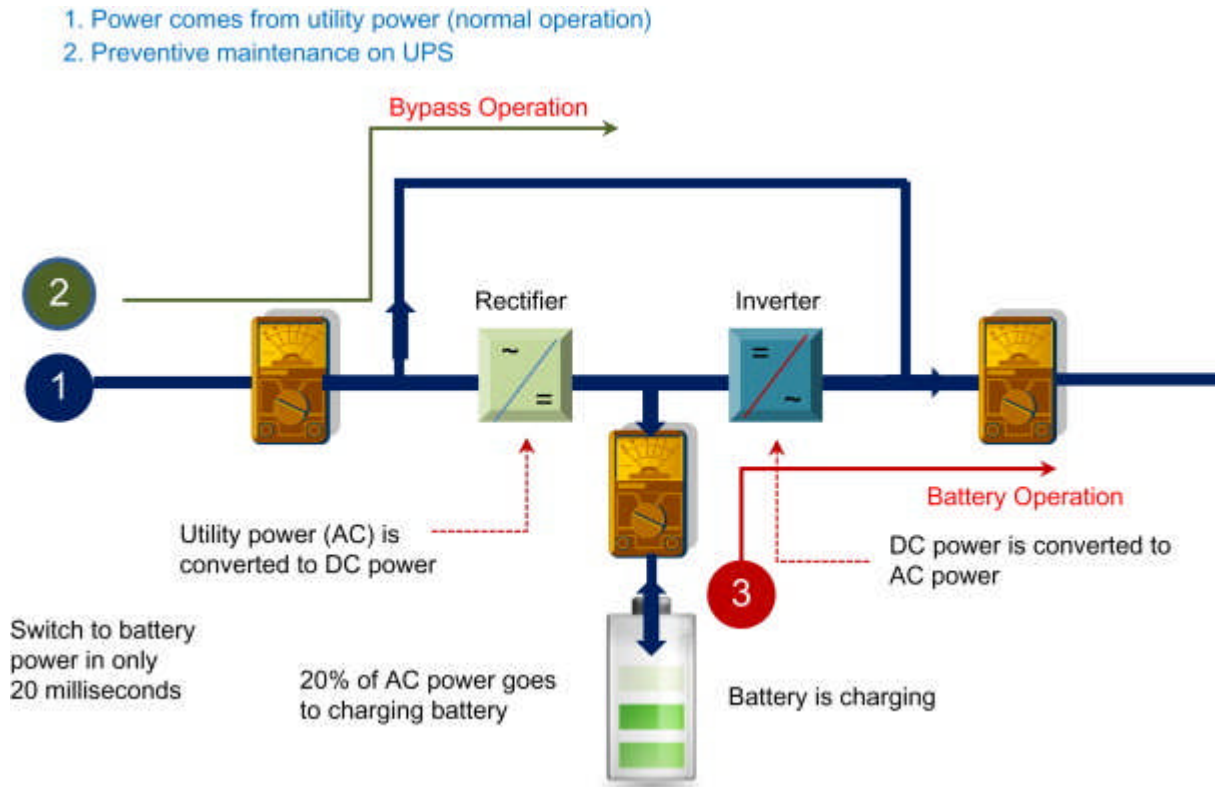 1. Power comes from utility power (normal operation)
2. Preventive maintenance on UPS
Bypass Operation
2
Rectifier
Inverter
~
=
=
~
1
Battery Operation
Utility power (AC) is
converted to DC power
DC power is converted to
AC power
3
Switch to battery
power in only
20 milliseconds
20% of AC power goes
to charging battery
Battery is charging